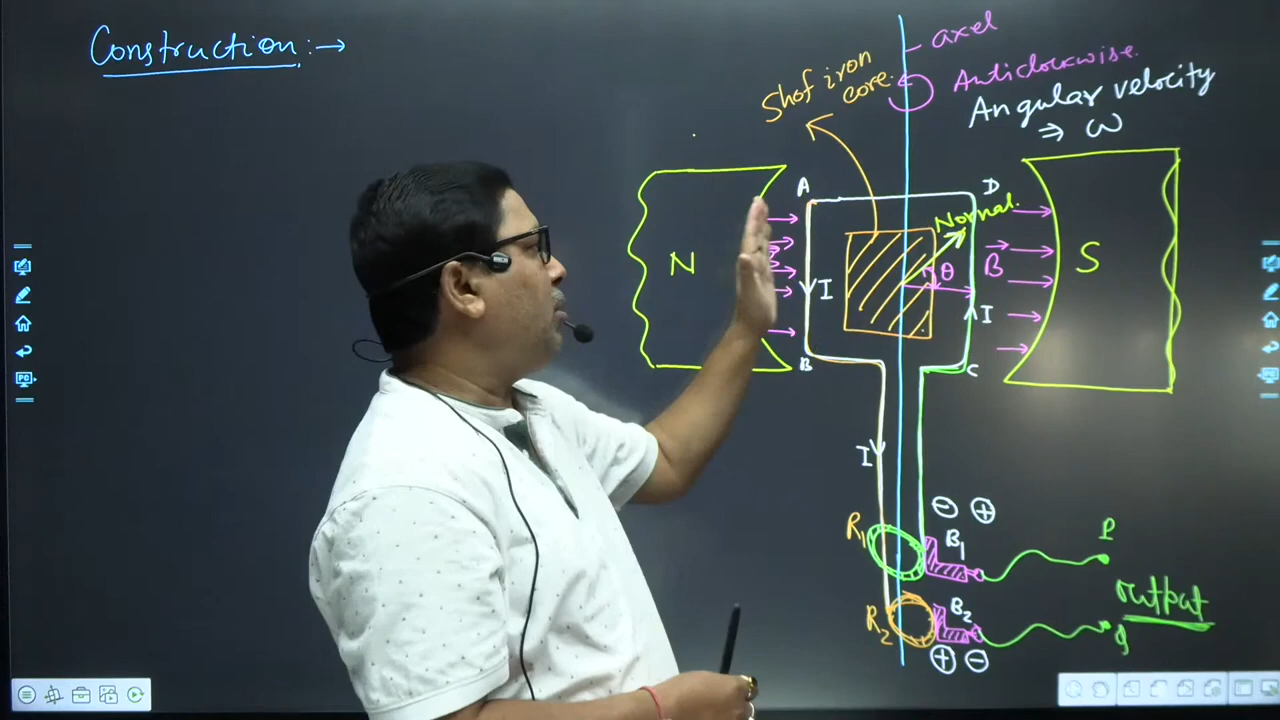 Construction :→
axel
Anticlockwise.
Angular velocity
⇒ ω
Shof iron
core.
A
D
Normal.
N
I
θ
B
S
I
B
C
I
⊖ ⊕
R1
B1
P
output
R2
B2
q
⊕ ⊖